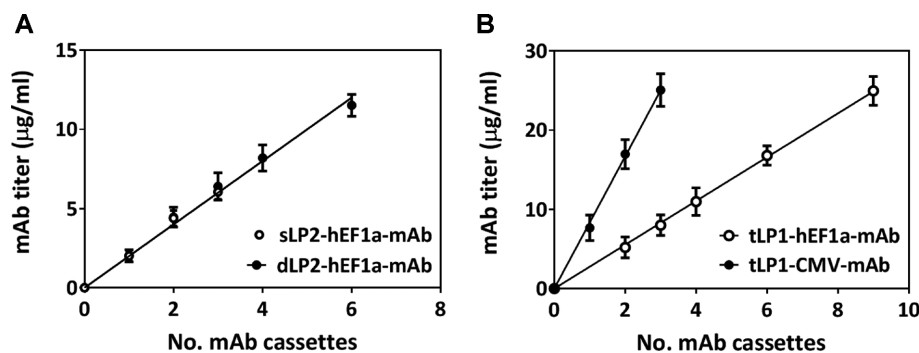 A
mAb titer (μg/ml)
15
10
5
0
0 2 4 6 8
No. mAb cassettes
sLP2-hEF1a-mAb
dLP2-hEF1a-mAb
B
mAb titer (μg/ml)
30
20
10
0
0 2 4 6 8 10
No. mAb cassettes
tLP1-hEF1a-mAb
tLP1-CMV-mAb